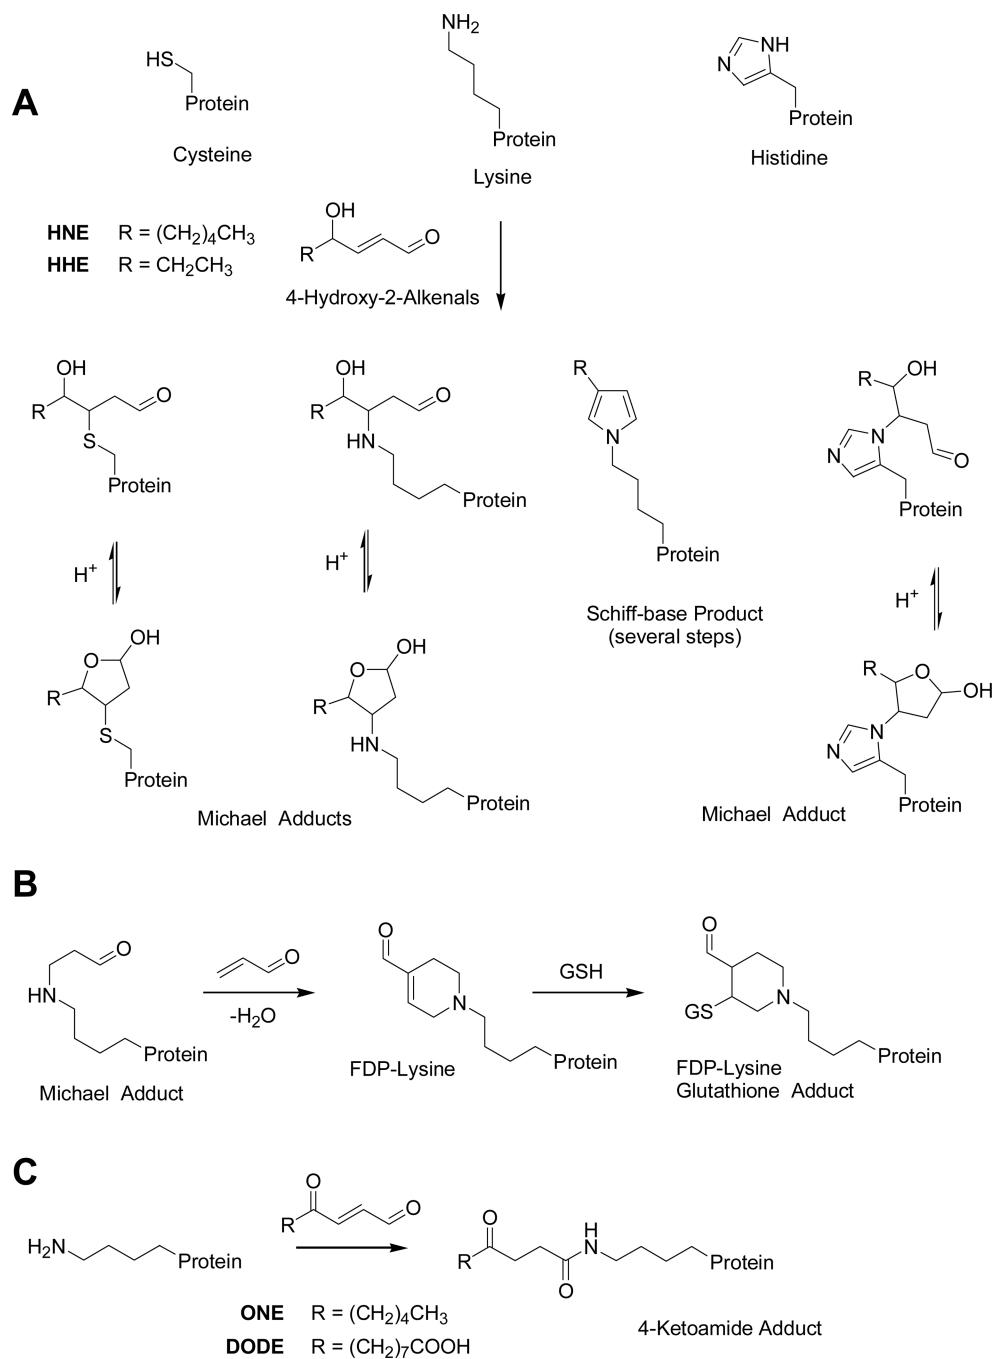 A
HS
Protein
Cysteine
NH2
Protein
Lysine
N
NH
Protein
Histidine
HNE R = (CH2)4CH3
HHE R = CH2CH3
OH
R
O
4-Hydroxy-2-Alkenals
OH
R
O
S
Protein
OH
R
O
HN
Protein
R
N
Protein
R
OH
N
N
O
Protein
H+
H+
H+
Schiff-base Product
(several steps)
OH
O
R
S
Protein
OH
O
R
HN
Protein
R
O
OH
N
N
Protein
Michael Adducts
Michael Adduct
B
O
HN
Protein
Michael Adduct
O
-H2O
O
N
Protein
FDP-Lysine
GSH
O
GS
N
Protein
FDP-Lysine
Glutathione Adduct
C
H2N
Protein
O
R
O
ONE R = (CH2)4CH3
DODE R = (CH2)7COOH
O
R
O
H
N
Protein
4-Ketoamide Adduct